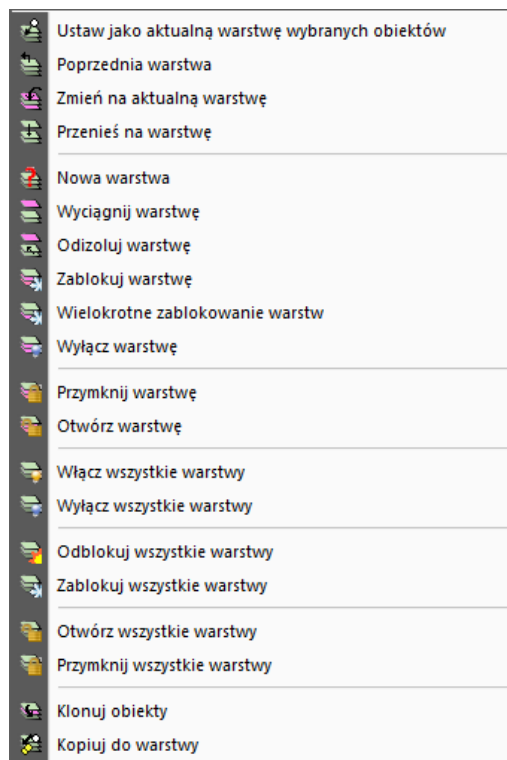 Ustaw jako aktualną warstwę wybranych obiektów
Poprzednia warstwa
Zmień na aktualną warstwę
Przenieś na warstwę
Nowa warstwa
Wyciągnij warstwę
Odizoluj warstwę
Zablokuj warstwę
Wielokrotne zablokowanie warstw
Wyłącz warstwę
Przymknij warstwę
Otwórz warstwę
Włącz wszystkie warstwy
Wyłącz wszystkie warstwy
Odblokuj wszystkie warstwy
Zablokuj wszystkie warstwy
Otwórz wszystkie warstwy
Przymknij wszystkie warstwy
Klonuj obiekty
Kopiuj do warstwy